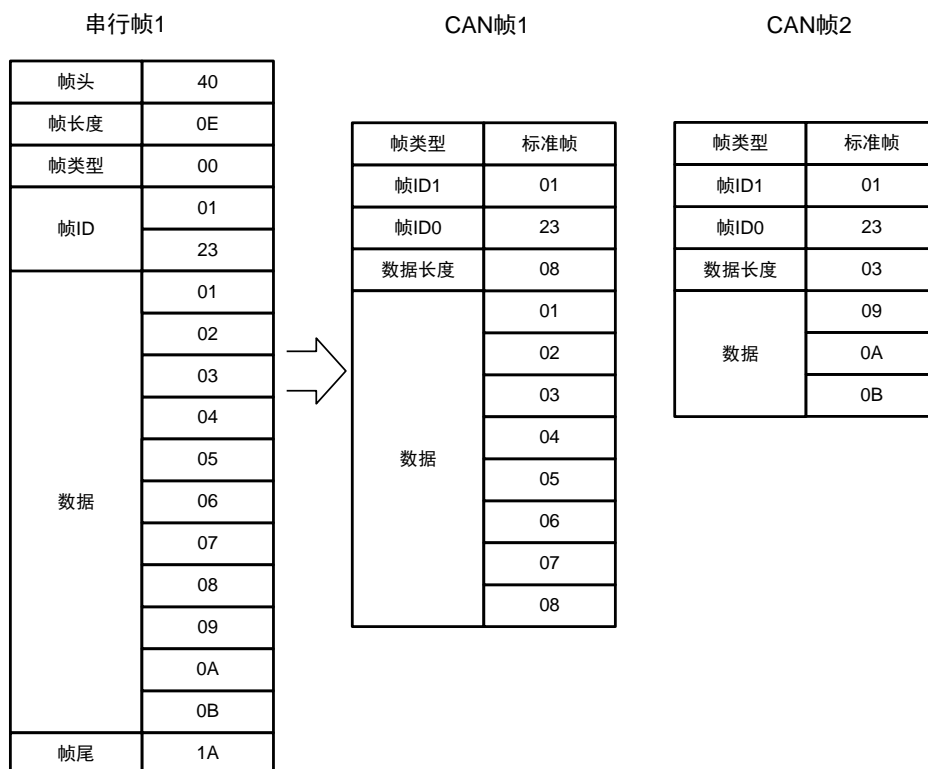 串行帧1
帧头 40
帧长度 0E
帧类型 00
帧ID 01
23
数据 01
02
03
04
05
06
07
08
09
0A
0B
帧尾 1A
CAN帧1
帧类型 标准帧
帧ID1 01
帧ID0 23
数据长度 08
数据 01
02
03
04
05
06
07
08
CAN帧2
帧类型 标准帧
帧ID1 01
帧ID0 23
数据长度 03
数据 09
0A
0B